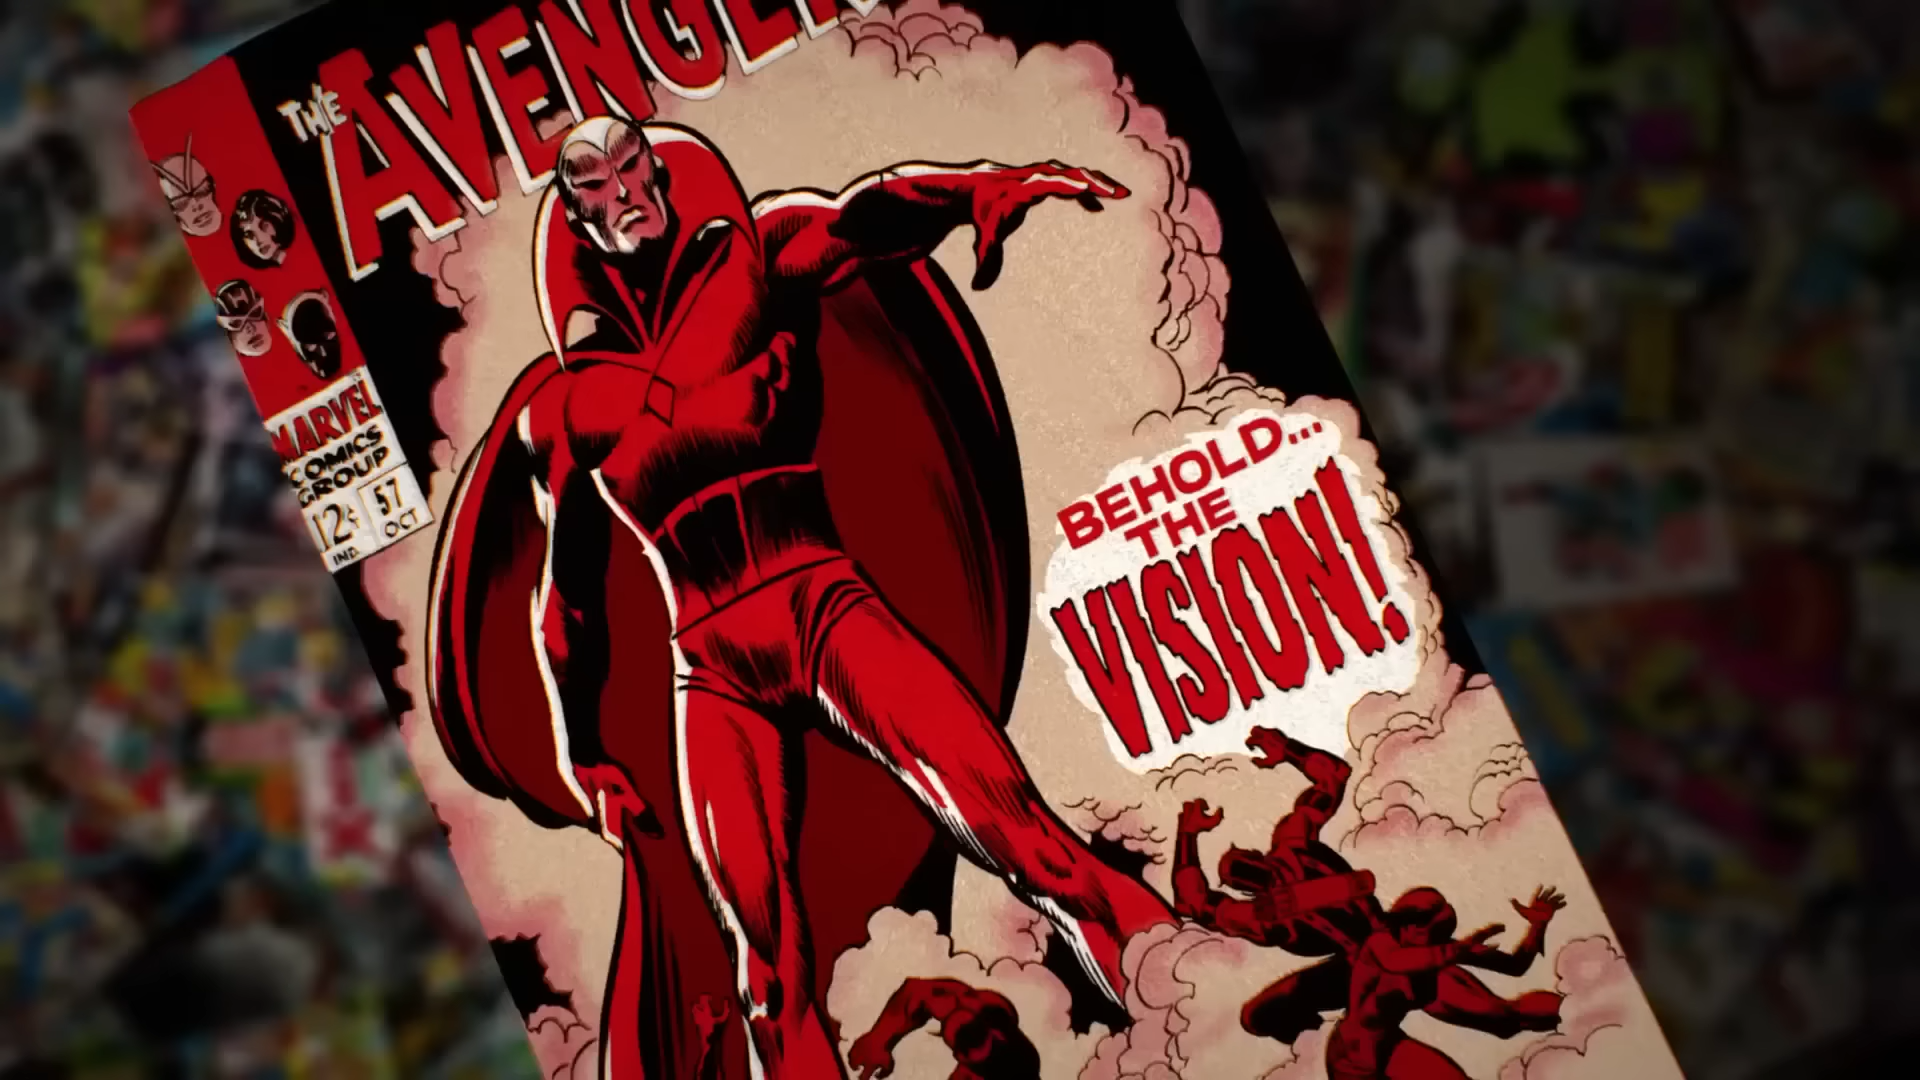 THE
AVENGE
MARVEL
COMICS
GROUP
12¢
IND.
57
OCT
BEHOLD...
THE
VISION!